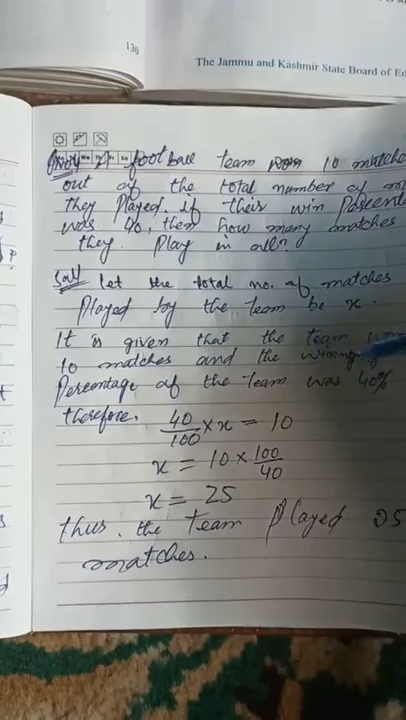 130
The Jammu and Kashmir State Board of Ed
football team 10 matche
out of the total number of
they Played. if their win Percent
was 40, then how many matches
they Play in all?
Sol let the total no. of matches
Played by the team be x.
It is given that the team won
10 matches and the winning
Percentage of the team was 40%
therefore. 40/100 × x = 10
x = 10 × 100/40
x = 25
thus. the team Played 25
matches.